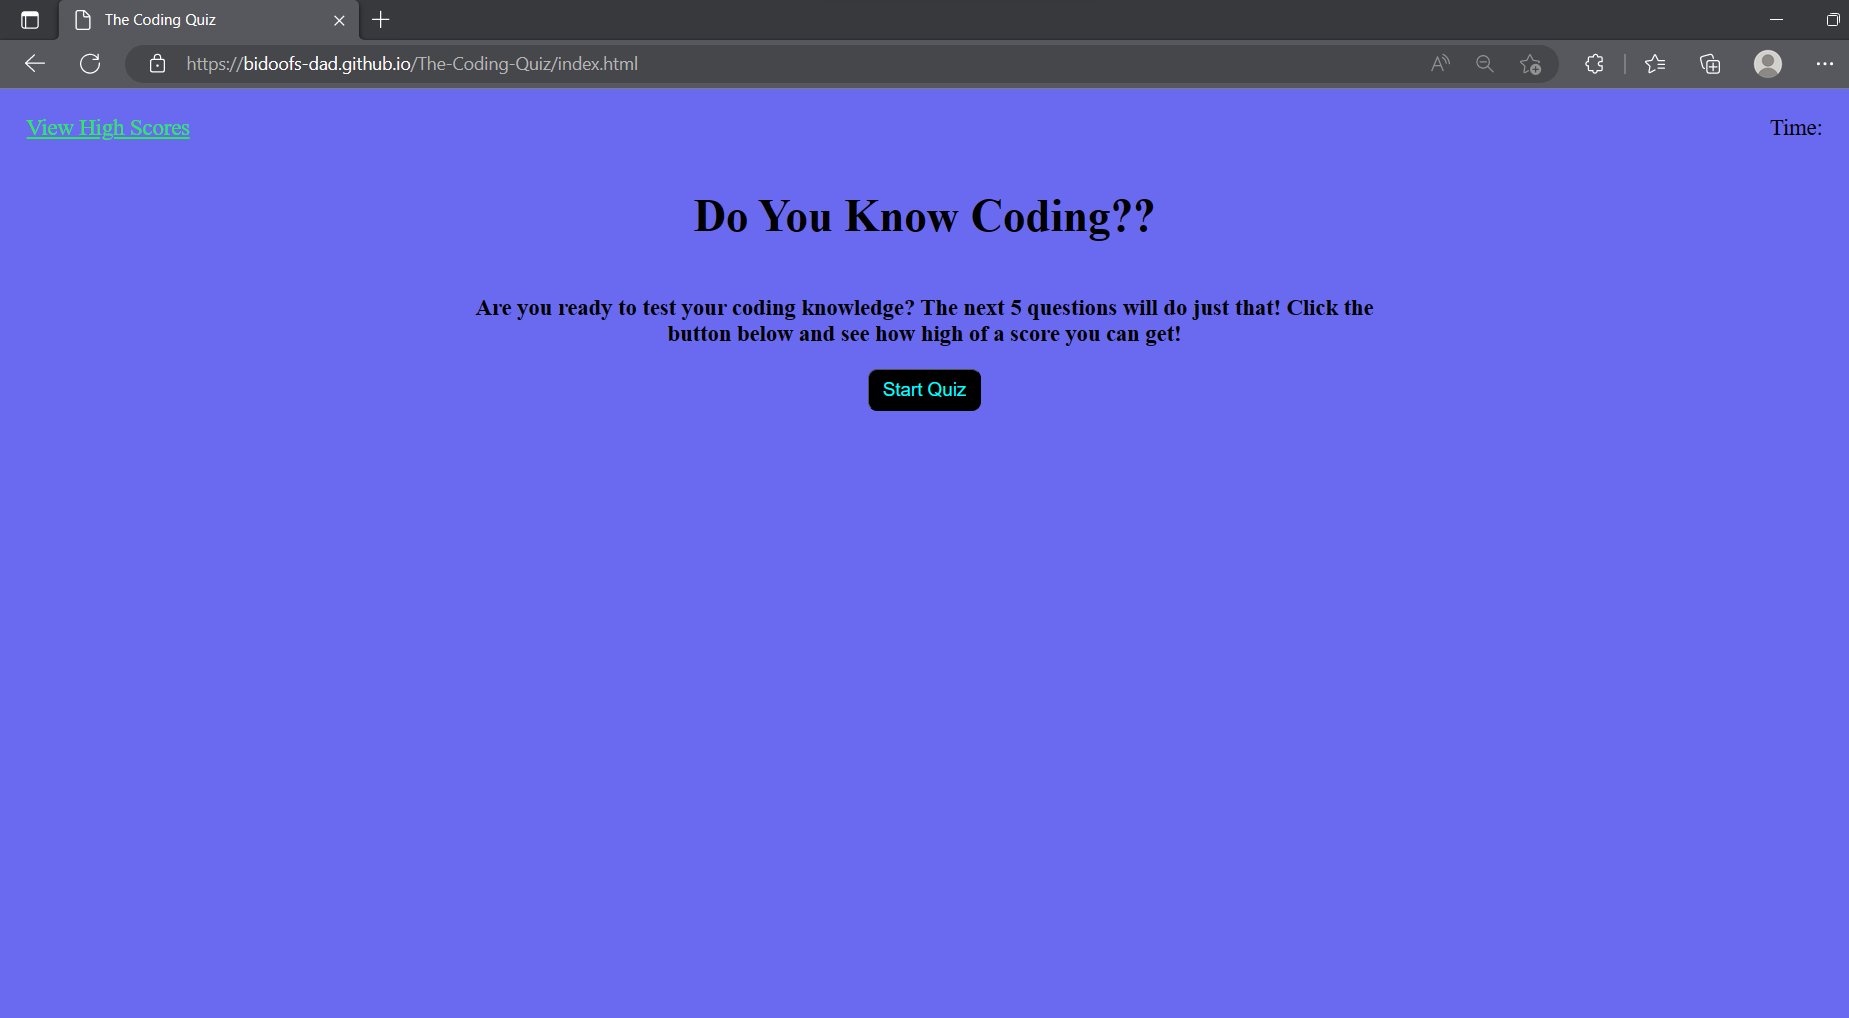 The Coding Quiz
https://bidoofs-dad.github.io/The-Coding-Quiz/index.html
View High Scores
Time:
Do You Know Coding??
Are you ready to test your coding knowledge? The next 5 questions will do just that! Click the
button below and see how high of a score you can get!
Start Quiz